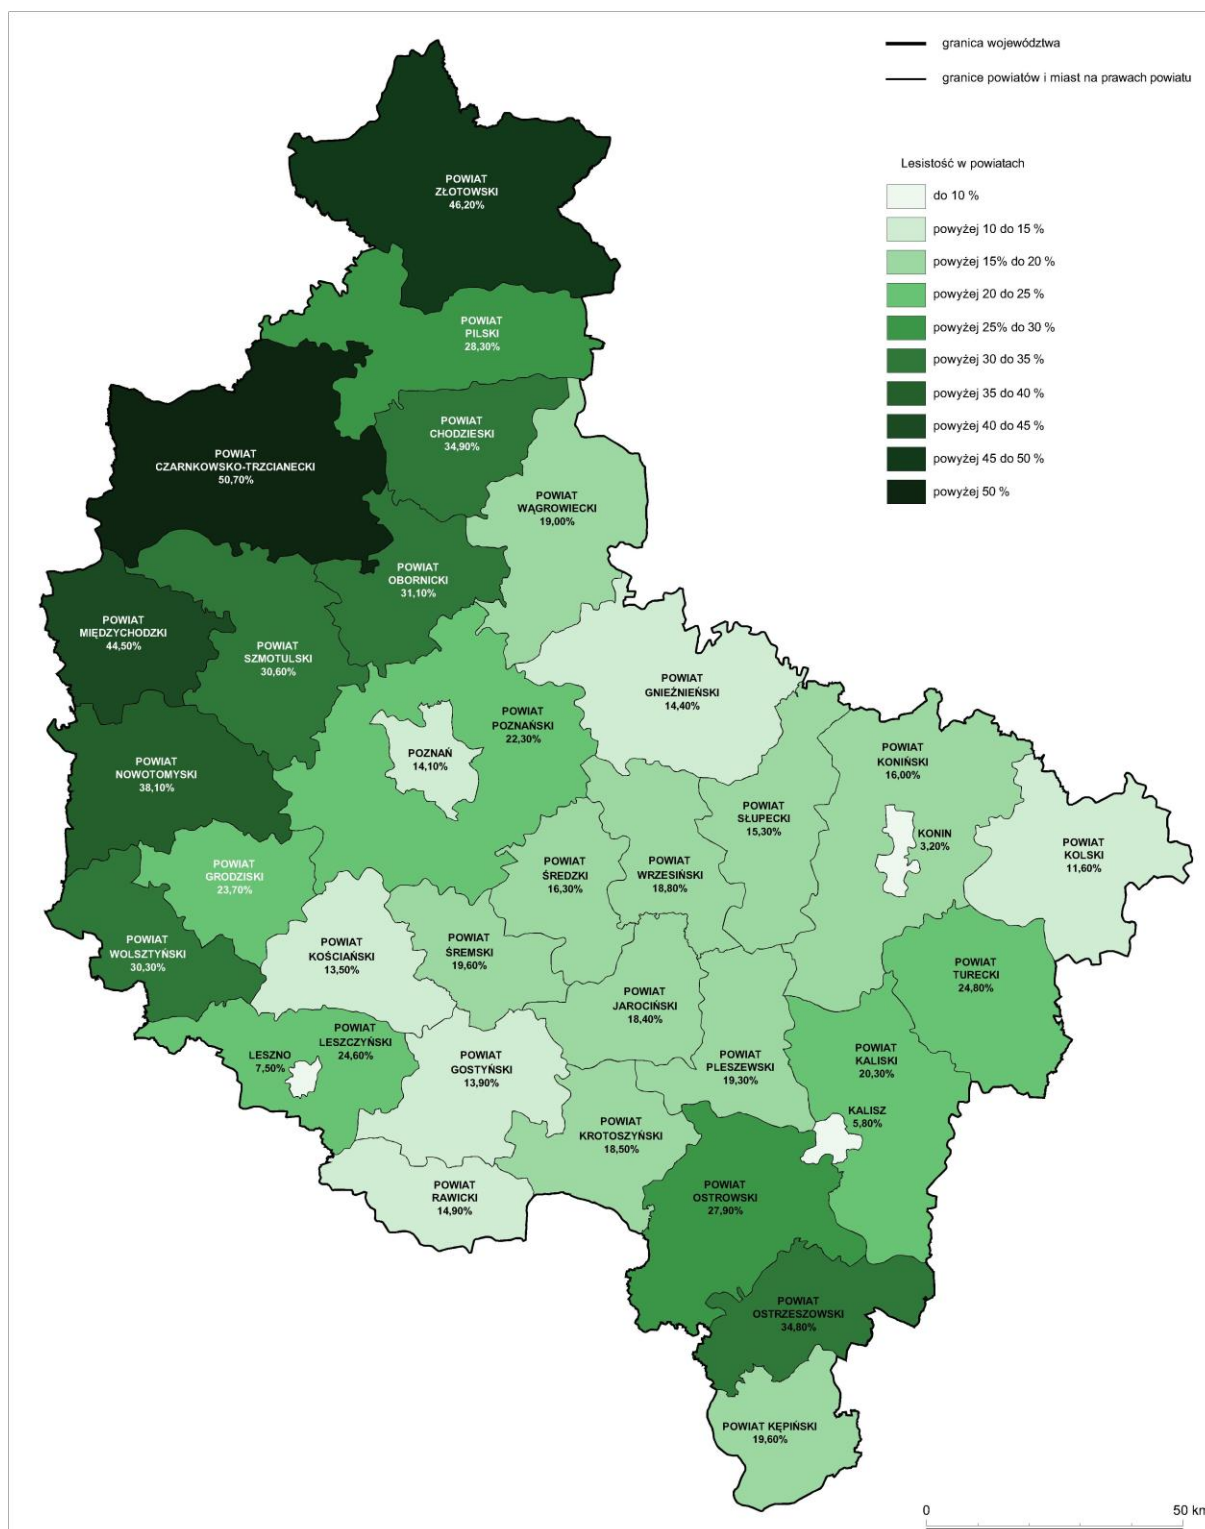 granica województwa
granice powiatów i miast na prawach powiatu
Lesistość w powiatach
do 10 %
powyżej 10 do 15 %
powyżej 15% do 20 %
powyżej 20 do 25 %
powyżej 25% do 30 %
powyżej 30 do 35 %
powyżej 35 do 40 %
powyżej 40 do 45 %
powyżej 45 do 50 %
powyżej 50 %
POWIAT
ZŁOTOWSKI
46,20%
POWIAT
PILSKI
28,30%
POWIAT
CHODZIESKI
34,90%
POWIAT
CZARNKOWSKO-TRZCIANECKI
50,70%
POWIAT
WĄGROWIECKI
19,00%
POWIAT
OBORNICKI
31,10%
POWIAT
MIĘDZYCHODZKI
44,50%
POWIAT
SZMOTULSKI
30,60%
POWIAT
GNIEŹNIEŃSKI
14,40%
POWIAT
POZNAŃSKI
22,30%
POZNAŃ
14,10%
POWIAT
KONIŃSKI
16,00%
POWIAT
NOWOTOMYSKI
38,10%
POWIAT
SŁUPECKI
15,30%
KONIN
3,20%
POWIAT
KOLSKI
11,60%
POWIAT
GRODZISKI
23,70%
POWIAT
ŚREDZKI
16,30%
POWIAT
WRZESIŃSKI
18,80%
POWIAT
WOLSZTYŃSKI
30,30%
POWIAT
KOŚCIAŃSKI
13,50%
POWIAT
ŚREMSKI
19,60%
POWIAT
TURECKI
24,80%
POWIAT
JAROCIŃSKI
18,40%
LESZNO
7,50%
POWIAT
LESZCZYŃSKI
24,60%
POWIAT
GOSTYŃSKI
13,90%
POWIAT
PLESZEWSKI
19,30%
POWIAT
KALISKI
20,30%
KALISZ
5,80%
POWIAT
KROTOSZYŃSKI
18,50%
POWIAT
RAWICKI
14,90%
POWIAT
OSTROWSKI
27,90%
POWIAT
OSTRZESZOWSKI
34,80%
POWIAT KĘPIŃSKI
19,60%
0 50 km